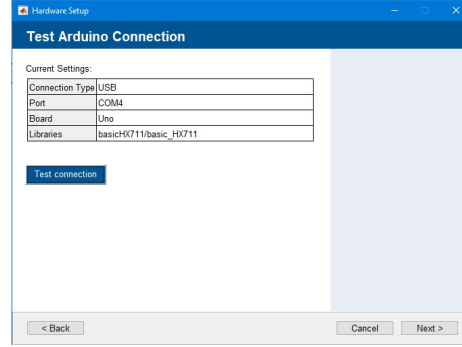 Hardware Setup
Test Arduino Connection
Current Settings:
Connection Type USB
Port COM4
Board Uno
Libraries basicHX711/basic_HX711
Test connection
< Back Cancel Next >